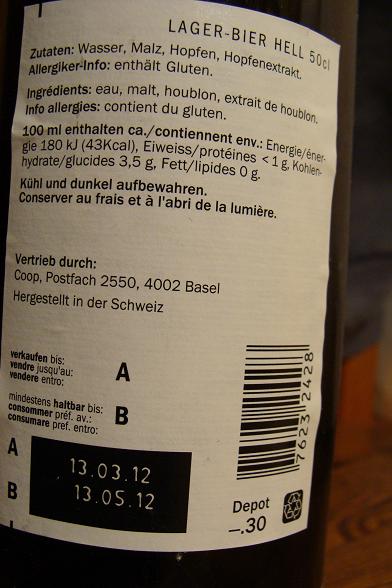 LAGER-BIER HELL 50cl
Zutaten: Wasser, Malz, Hopfen, Hopfenextrakt.
Allergiker-Info: enthält Gluten.
Ingrédients: eau, malt, houblon, extrait de houblon.
Info allergies: contient du gluten.
100 ml enthalten ca./contiennent env.: Energie/éner-
gie 180 kJ (43Kcal), Eiweiss/protéines <1 g, Kohlen-
hydrate/glucides 3,5 g, Fett/lipides 0 g.
Kühl und dunkel aufbewahren.
Conserver au frais et à l'abri de la lumière.
Vertrieb durch:
Coop, Postfach 2550, 4002 Basel
Hergestellt in der Schweiz
verkaufen bis:
vendre jusqu'au:
vendere entro:
A
mindestens haltbar bis:
consommer préf. av.:
consumare pref. entro:
B
A 13.03.12
B 13.05.12
7623 2428
Depot
–.30